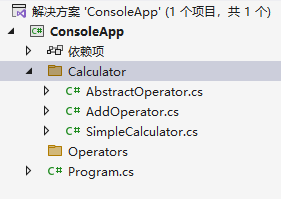 解决方案 'ConsoleApp' (1 个项目，共 1 个)
C# ConsoleApp
依赖项
Calculator
C# AbstractOperator.cs
C# AddOperator.cs
C# SimpleCalculator.cs
Operators
C# Program.cs